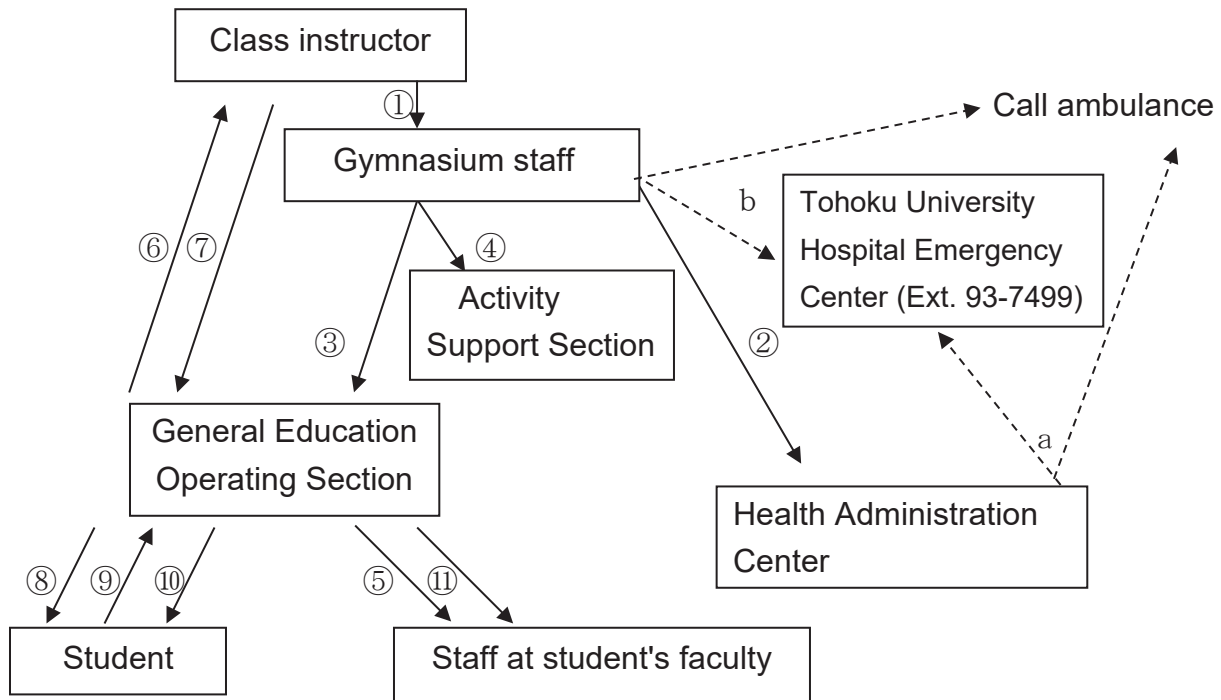 Class instructor
①
Call ambulance
Gymnasium staff
b
Tohoku University
Hospital Emergency
Center (Ext. 93-7499)
⑥
⑦
④
Activity
Support Section
③
②
General Education
Operating Section
a
Health Administration
Center
⑧
⑨
⑩
⑤
⑪
Student
Staff at student's faculty